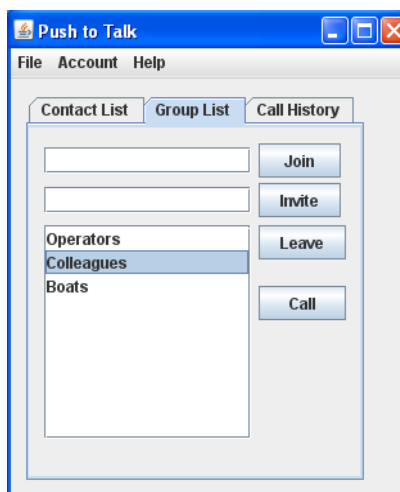 Push to Talk
File Account Help
Contact List Group List Call History
Join
Invite
Operators
Leave
Colleagues
Boats
Call